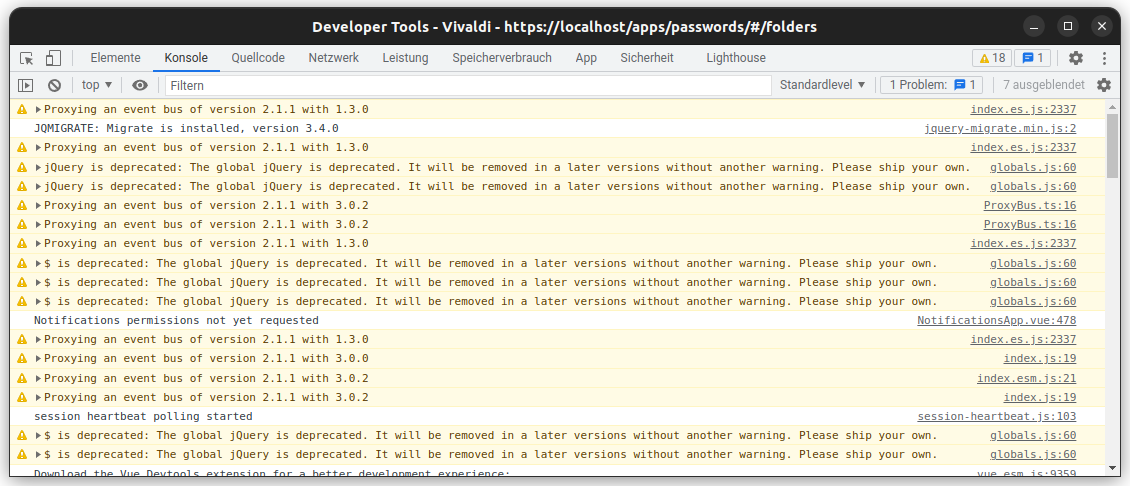 Developer Tools - Vivaldi - https://localhost/apps/passwords/#/folders
Elemente Konsole Quellcode Netzwerk Leistung Speicherverbrauch App Sicherheit Lighthouse 18 1
top Filtern Standardlevel 1 Problem: 1 7 ausgeblendet
Proxying an event bus of version 2.1.1 with 1.3.0 index.es.js:2337
JQMIGRATE: Migrate is installed, version 3.4.0 jquery-migrate.min.js:2
Proxying an event bus of version 2.1.1 with 1.3.0 index.es.js:2337
jQuery is deprecated: The global jQuery is deprecated. It will be removed in a later versions without another warning. Please ship your own. globals.js:60
jQuery is deprecated: The global jQuery is deprecated. It will be removed in a later versions without another warning. Please ship your own. globals.js:60
Proxying an event bus of version 2.1.1 with 3.0.2 ProxyBus.ts:16
Proxying an event bus of version 2.1.1 with 3.0.2 ProxyBus.ts:16
Proxying an event bus of version 2.1.1 with 1.3.0 index.es.js:2337
$ is deprecated: The global jQuery is deprecated. It will be removed in a later versions without another warning. Please ship your own. globals.js:60
$ is deprecated: The global jQuery is deprecated. It will be removed in a later versions without another warning. Please ship your own. globals.js:60
$ is deprecated: The global jQuery is deprecated. It will be removed in a later versions without another warning. Please ship your own. globals.js:60
Notifications permissions not yet requested NotificationsApp.vue:478
Proxying an event bus of version 2.1.1 with 1.3.0 index.es.js:2337
Proxying an event bus of version 2.1.1 with 3.0.0 index.js:19
Proxying an event bus of version 2.1.1 with 3.0.2 index.esm.js:21
Proxying an event bus of version 2.1.1 with 3.0.2 index.js:19
session heartbeat polling started session-heartbeat.js:103
$ is deprecated: The global jQuery is deprecated. It will be removed in a later versions without another warning. Please ship your own. globals.js:60
$ is deprecated: The global jQuery is deprecated. It will be removed in a later versions without another warning. Please ship your own. globals.js:60
Download the Vue Devtools extension for a better development experience: vue.esm.js:9359